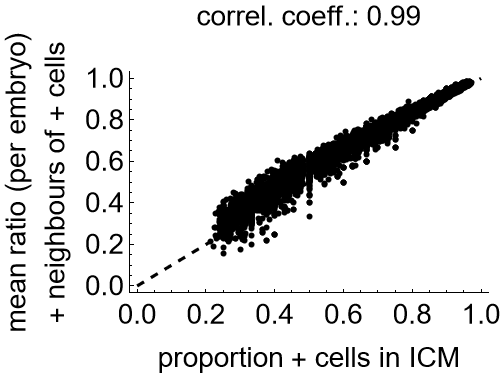 correl. coeff.: 0.99
mean ratio (per embryo)
+ neighbours of + cells
1.0
0.8
0.6
0.4
0.2
0.0
0.0 0.2 0.4 0.6 0.8 1.0
proportion + cells in ICM